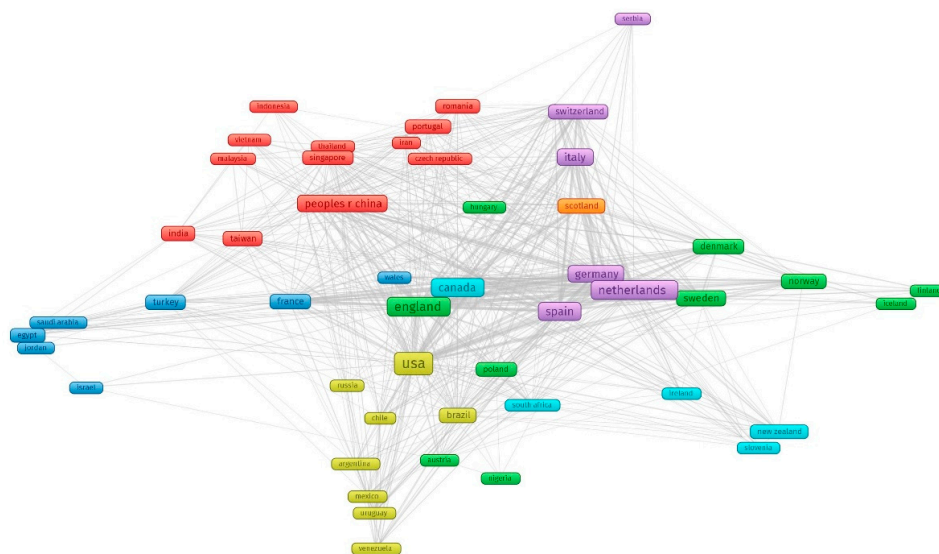 serbia
indonesia
romania
switzerland
portugal
vietnam
iran
thailand
malaysia
singapore
czech republic
italy
peoples r china
hungary
scotland
india
taiwan
denmark
wales
germany
norway
canada
netherlands
finland
turkey
france
england
sweden
iceland
spain
saudi arabia
egypt
jordan
usa
poland
russia
israel
ireland
south africa
chile
brazil
new zealand
slovenia
argentina
austria
nigeria
mexico
uruguay
venezuela